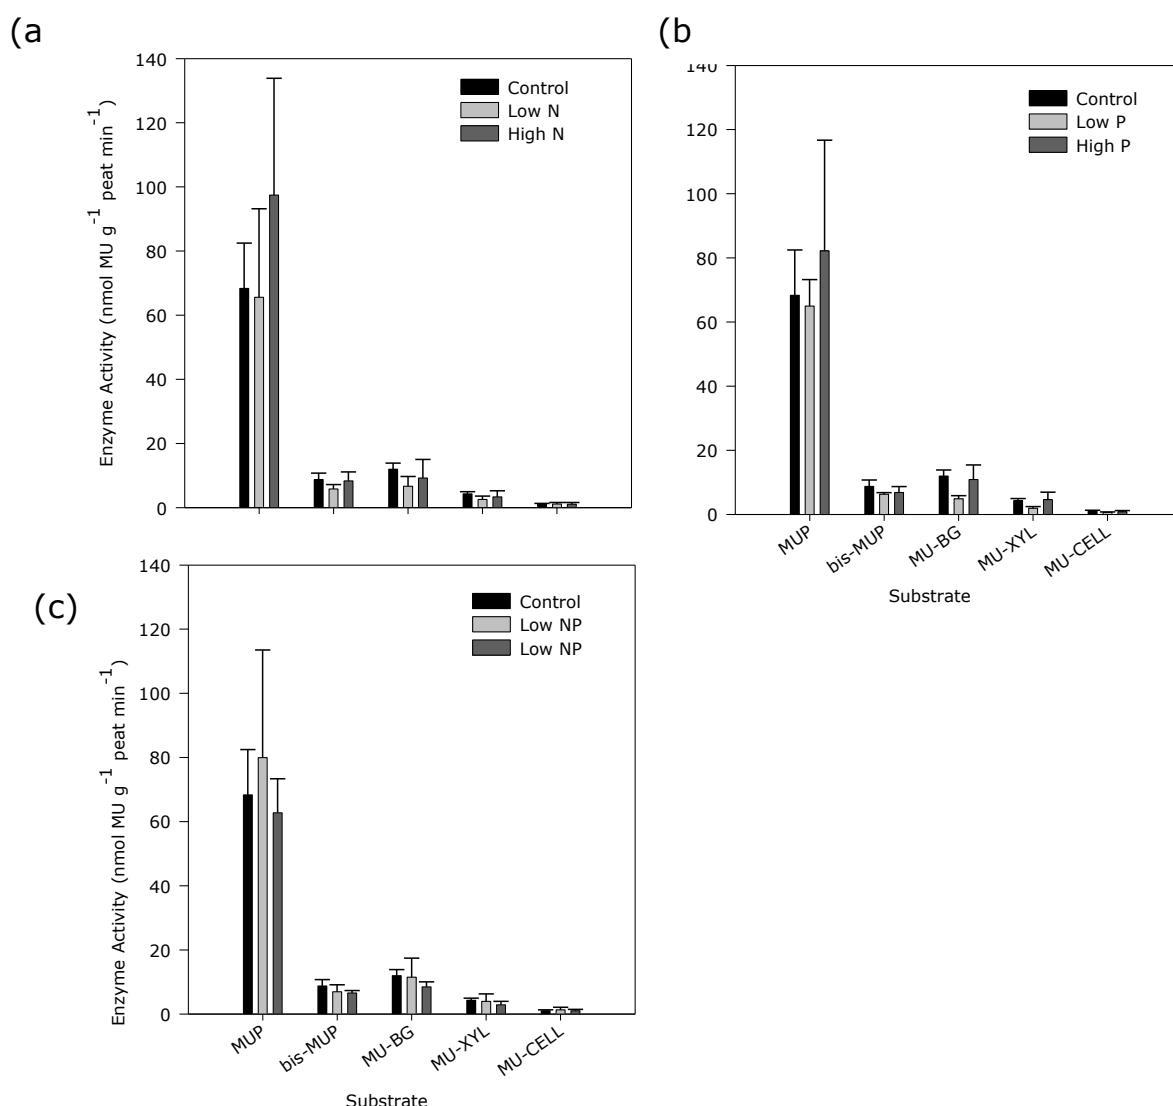 (a
140
120
100
80
60
40
20
0
Enzyme Activity (nmol MU g-1 peat min-1)
Control
Low N
High N
(b)
140
120
100
80
60
40
20
0
Control
Low P
High P
MUP
bis-MUP
MU-BG
MU-XYL
MU-CELL
Substrate
(c)
140
120
100
80
60
40
20
0
Enzyme Activity (nmol MU g-1 peat min-1)
Control
Low NP
Low NP
MUP
bis-MUP
MU-BG
MU-XYL
MU-CELL
Substrate